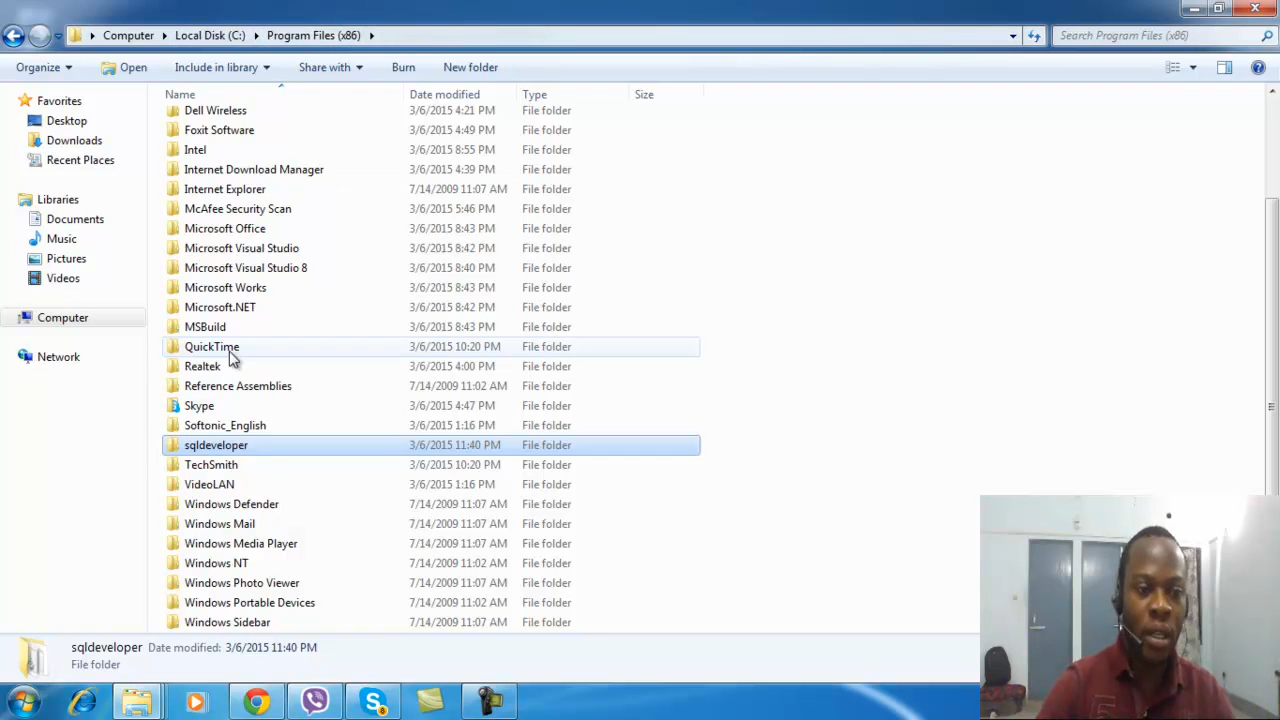 Computer Local Disk (C:) Program Files (x86) Search Program Files (x86)
Organize Open Include in library Share with Burn New folder
Favorites
Desktop
Downloads
Recent Places
Libraries
Documents
Music
Pictures
Videos
Computer
Network
Name Date modified Type Size
Dell Wireless 3/6/2015 4:21 PM File folder
Foxit Software 3/6/2015 4:49 PM File folder
Intel 3/6/2015 8:55 PM File folder
Internet Download Manager 3/6/2015 4:39 PM File folder
Internet Explorer 7/14/2009 11:07 AM File folder
McAfee Security Scan 3/6/2015 5:46 PM File folder
Microsoft Office 3/6/2015 8:43 PM File folder
Microsoft Visual Studio 3/6/2015 8:42 PM File folder
Microsoft Visual Studio 8 3/6/2015 8:40 PM File folder
Microsoft Works 3/6/2015 8:43 PM File folder
Microsoft.NET 3/6/2015 8:42 PM File folder
MSBuild 3/6/2015 8:43 PM File folder
QuickTime 3/6/2015 10:20 PM File folder
Realtek 3/6/2015 4:00 PM File folder
Reference Assemblies 7/14/2009 11:02 AM File folder
Skype 3/6/2015 4:47 PM File folder
Softonic_English 3/6/2015 1:16 PM File folder
sqldeveloper 3/6/2015 11:40 PM File folder
TechSmith 3/6/2015 10:20 PM File folder
VideoLAN 3/6/2015 1:16 PM File folder
Windows Defender 7/14/2009 11:07 AM File folder
Windows Mail 7/14/2009 11:07 AM File folder
Windows Media Player 7/14/2009 11:07 AM File folder
Windows NT 7/14/2009 11:02 AM File folder
Windows Photo Viewer 7/14/2009 11:07 AM File folder
Windows Portable Devices 7/14/2009 11:02 AM File folder
Windows Sidebar 7/14/2009 11:07 AM File folder
sqldeveloper Date modified: 3/6/2015 11:40 PM
File folder
8